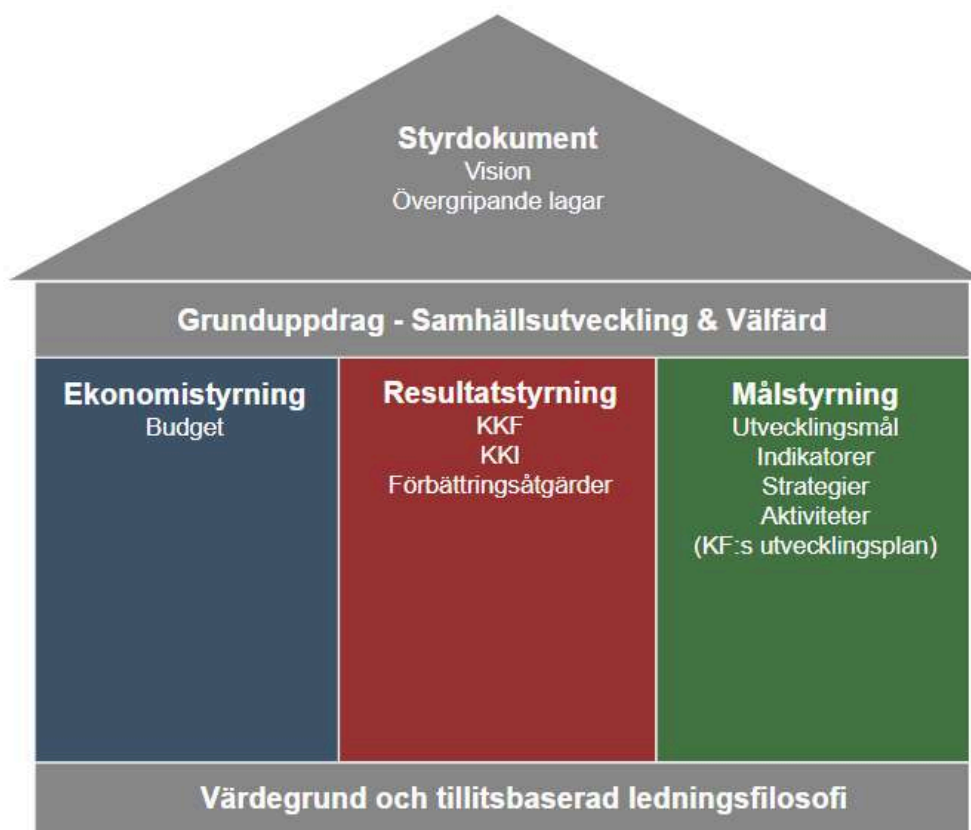 Styrdokument
Vision
Övergripande lagar
Grunduppdrag - Samhällsutveckling & Välfärd
Ekonomistyrning
Budget
Resultatstyrning
KKF
KKI
Förbättringsåtgärder
Målstyrning
Utvecklingsmål
Indikatorer
Strategier
Aktiviteter
(KF:s utvecklingsplan)
Värdegrund och tillitsbaserad ledningsfilosofi